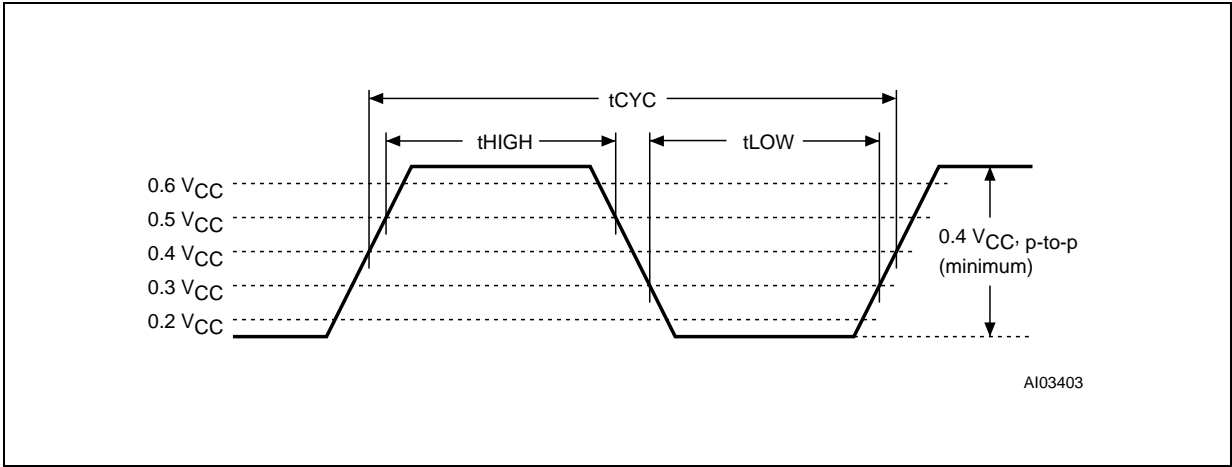 tCYC
tHIGH
tLOW
0.6 VCC
0.5 VCC
0.4 VCC
0.3 VCC
0.2 VCC
0.4 VCC, p-to-p
(minimum)
AI03403